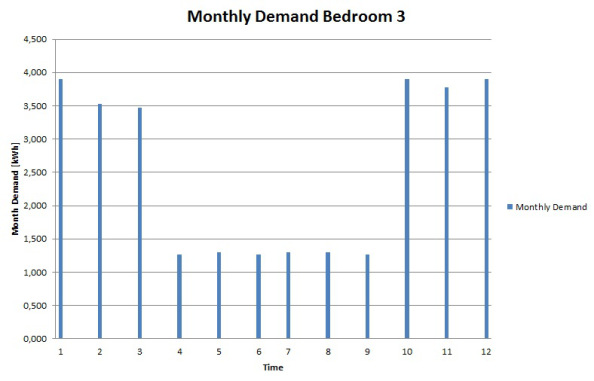 Monthly Demand Bedroom 3
4,500
4,000
3,500
3,000
2,500
2,000
1,500
1,000
0,500
0,000
Month Demand [kWh]
1 2 3 4 5 6 7 8 9 10 11 12
Time
Monthly Demand